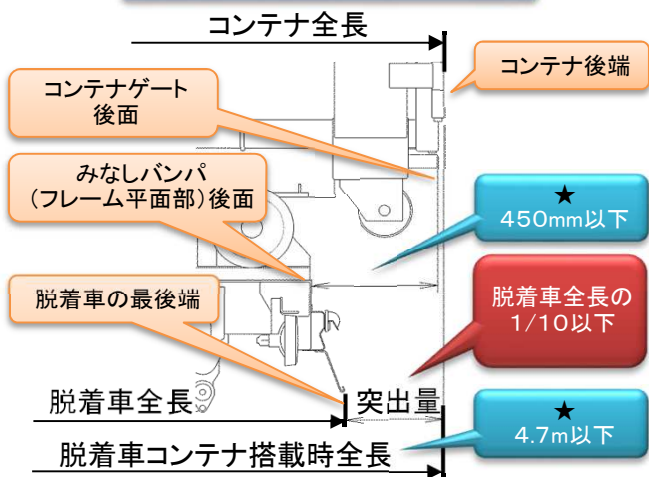 コンテナ全長
コンテナ後端
コンテナゲート
後面
みなしバンパ
(フレーム平面部)後面
★
450mm以下
脱着車の最後端
脱着車全長の
1/10以下
脱着車全長
突出量
★
4.7m以下
脱着車コンテナ搭載時全長